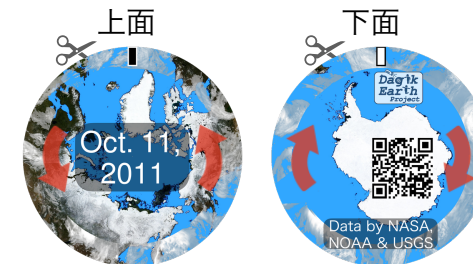 上面
下面
Oct. 11,
2011
Dagik
Earth
Project
Data by NASA,
NOAA & USGS